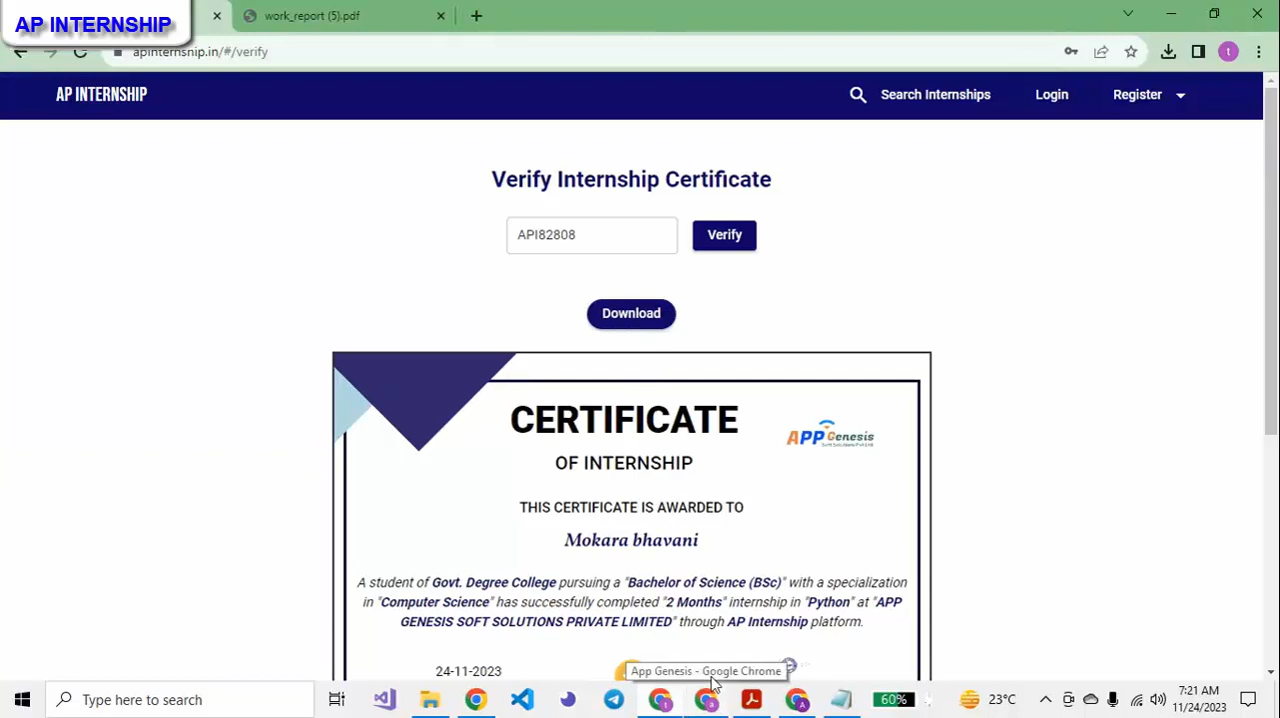 AP INTERNSHIP
work_report (5).pdf
apinternsnip.in/#/verify
AP INTERNSHIP
Search Internships
Login
Register
Verify Internship Certificate
API82808
Verify
Download
CERTIFICATE
APP Genesis
OF INTERNSHIP
THIS CERTIFICATE IS AWARDED TO
Mokara bhavani
A student of Govt. Degree College pursuing a "Bachelor of Science (BSc)" with a specialization
in "Computer Science" has successfully completed "2 Months" internship in "Python" at "APP
GENESIS SOFT SOLUTIONS PRIVATE LIMITED" through AP Internship platform.
24-11-2023
App Genesis - Google Chrome
Type here to search
60%
23°C
7:21 AM
11/24/2023